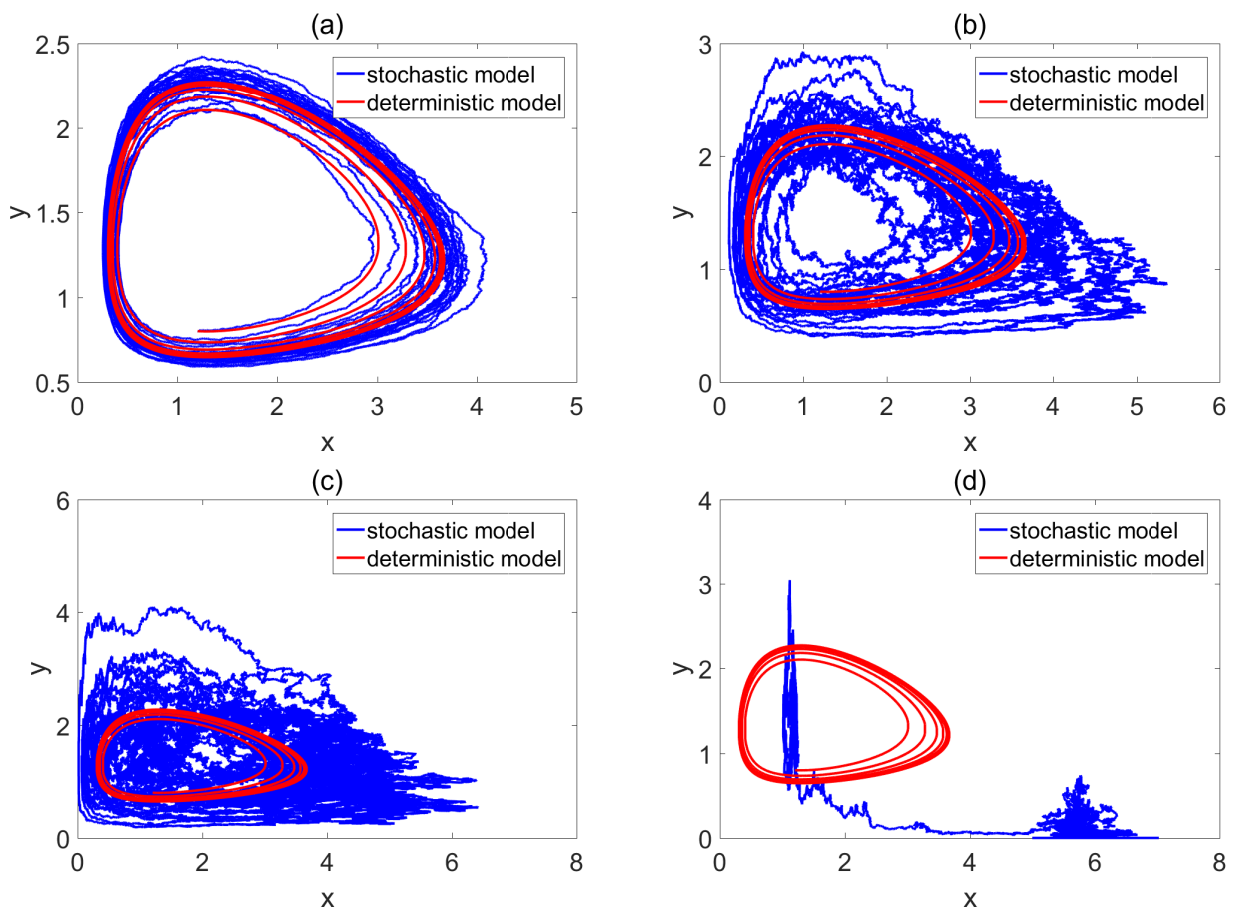 (a)
2.5
2
1.5
1
0.5
y
0 1 2 3 4 5
x
stochastic model
deterministic model
(b)
3
2
1
0
y
0 1 2 3 4 5 6
x
stochastic model
deterministic model
(c)
6
4
2
0
y
0 2 4 6 8
x
stochastic model
deterministic model
(d)
4
3
2
1
0
y
0 2 4 6 8
x
stochastic model
deterministic model